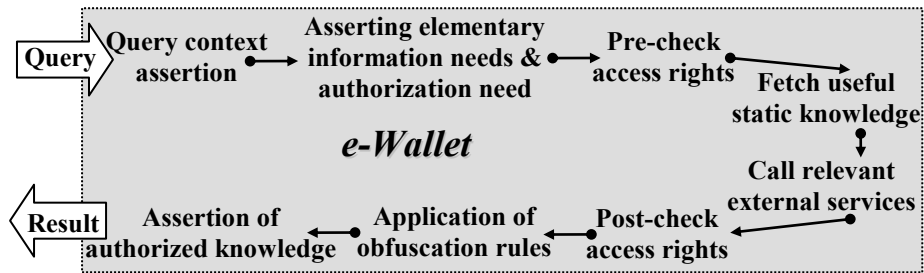 Query
Query context
assertion
Asserting elementary
information needs &
authorization need
Pre-check
access rights
Fetch useful
static knowledge
e-Wallet
Call relevant
external services
Post-check
access rights
Application of
obfuscation rules
Assertion of
authorized knowledge
Result